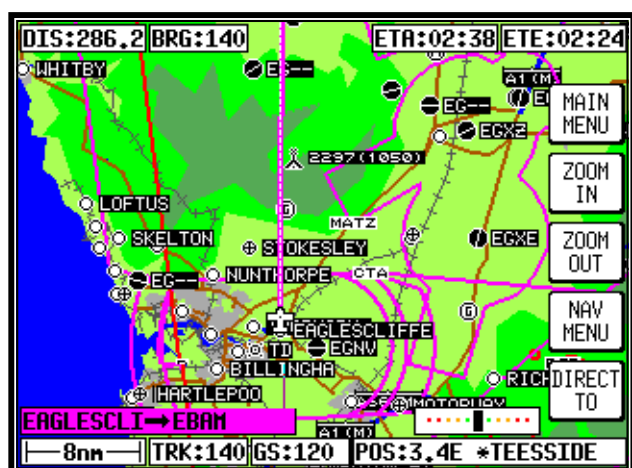 DIS:286.2 BRG:140 ETA:02:38 ETE:02:24
WHITBY
ES--
A1(M)
EG--
EGXZ
MAIN MENU
2297(1050)
ZOOM IN
LOFTUS
MATZ
SKELTON
STOKESLEY
EGXE
ZOOM OUT
EG--
NUNTHORPE
CTA
G
G
NAV MENU
EAGLESCLIFFE
TD
EGNV
BILLINGHA
DIRECT TO
HARTLEPOO
MOTORWAY
EAGLESCLI→EBAM
A1(M)
8nm TRK:140 GS:120 POS:3.4E *TEESSIDE